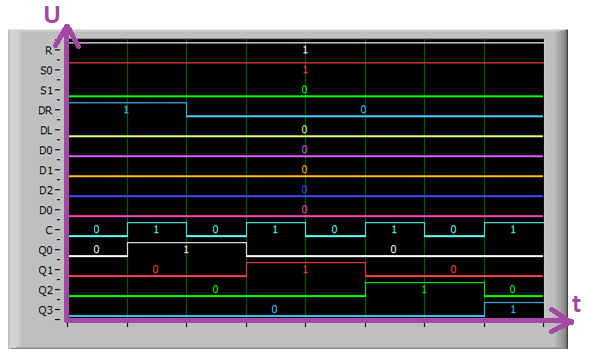 U
R 1
S0 1
S1 0
DR 1 0
DL 0
D0 0
D1 0
D2 0
D0 0
C 0 1 0 1 0 1 0 1
Q0 0 1 0
Q1 0 1 0
Q2 0 1 0
Q3 0 1
t